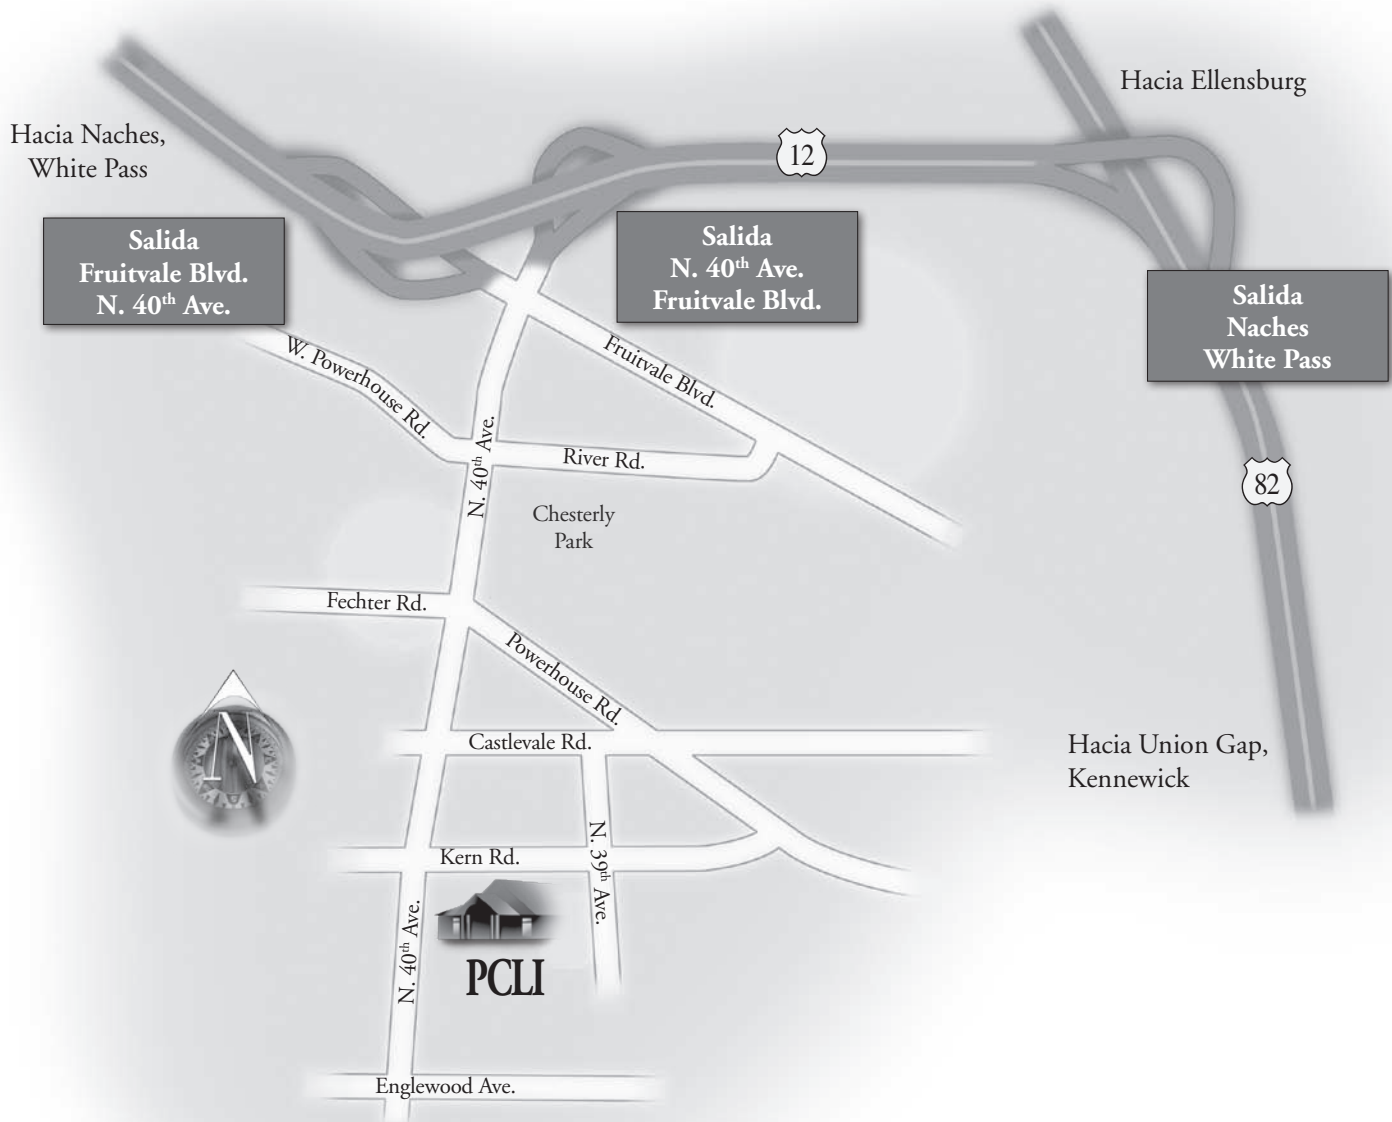 Hacia Ellensburg
Hacia Naches,
White Pass
12
Salida
Fruitvale Blvd.
N. 40th Ave.
Salida
N. 40th Ave.
Fruitvale Blvd.
Salida
Naches
White Pass
W. Powerhouse Rd.
Fruitvale Blvd.
N. 40th Ave.
River Rd.
82
Chesterly
Park
Fechter Rd.
Powerhouse Rd.
N
Castlevale Rd.
Hacia Union Gap,
Kennewick
Kern Rd.
N. 39th Ave.
N. 40th Ave.
PCLI
Englewood Ave.